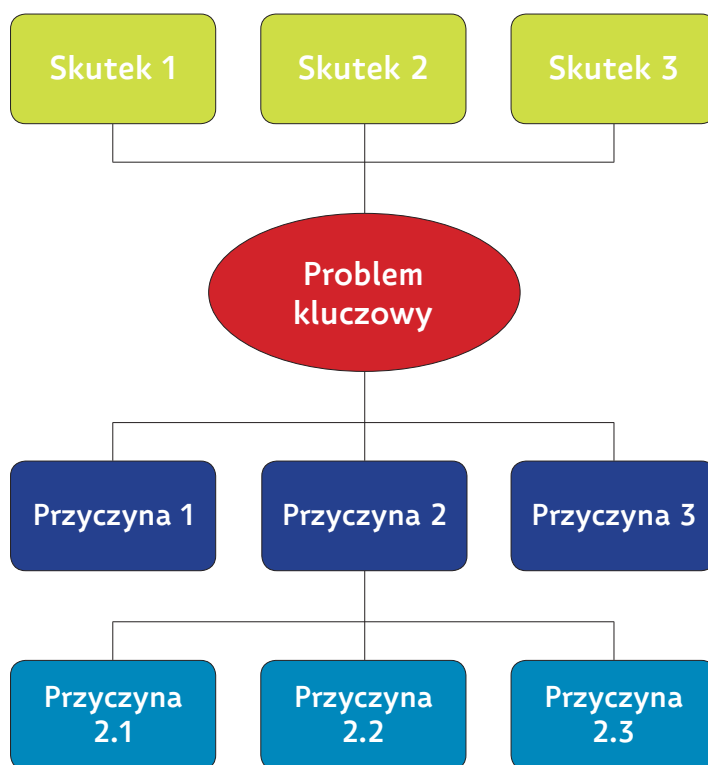 Skutek 1
Skutek 2
Skutek 3
Problem
kluczowy
Przyczyna 1
Przyczyna 2
Przyczyna 3
Przyczyna
2.1
Przyczyna
2.2
Przyczyna
2.3